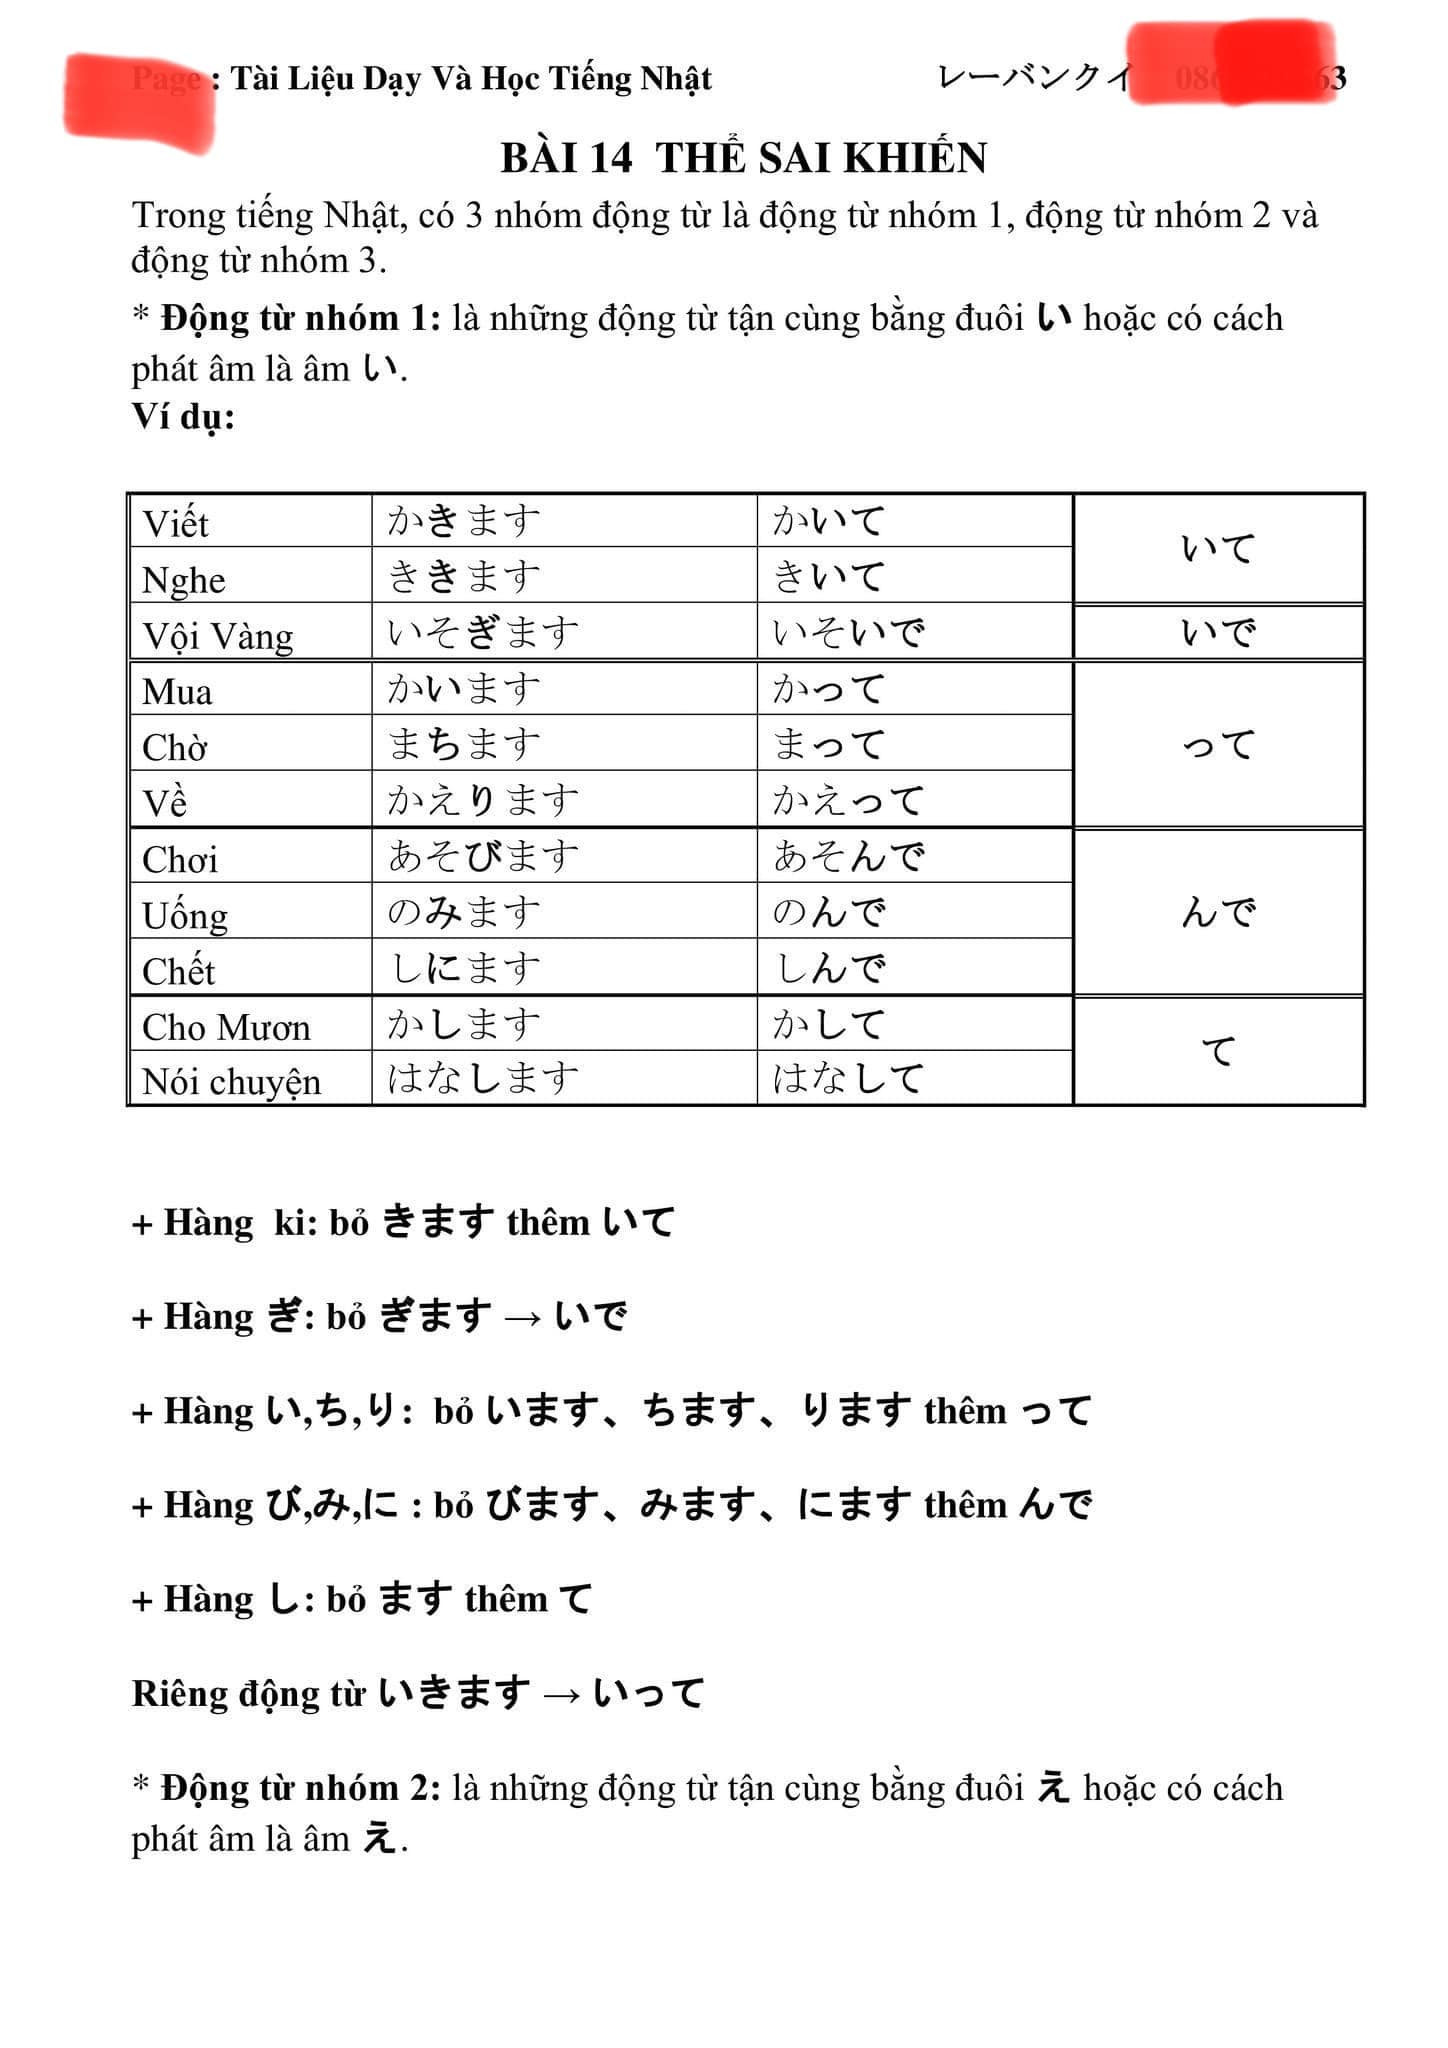 Page : Tài Liệu Dạy Và Học Tiếng Nhật レーバンクイ
BÀI 14 THỂ SAI KHIẾN
Trong tiếng Nhật, có 3 nhóm động từ là động từ nhóm 1, động từ nhóm 2 và
động từ nhóm 3.
* Động từ nhóm 1: là những động từ tận cùng bằng đuôi い hoặc có cách
phát âm là âm い.
Ví dụ:
Viết かきます かいて いて
Nghe ききます きいて
Vội Vàng いそぎます いそいで いで
Mua かいます かって って
Chờ まちます まって
Về かえります かえって
Chơi あそびます あそんで んで
Uống のみます のんで
Chết しにます しんで
Cho Mươn かします かして て
Nói chuyện はなします はなして
+ Hàng ki: bỏ きます thêm いて
+ Hàng ぎ: bỏ ぎます → いで
+ Hàng い,ち,り: bỏ います、ちます、ります thêm って
+ Hàng び,み,に : bỏ びます、みます、にます thêm んで
+ Hàng し: bỏ ます thêm て
Riêng động từ いきます → いって
* Động từ nhóm 2: là những động từ tận cùng bằng đuôi え hoặc có cách
phát âm là âm え.